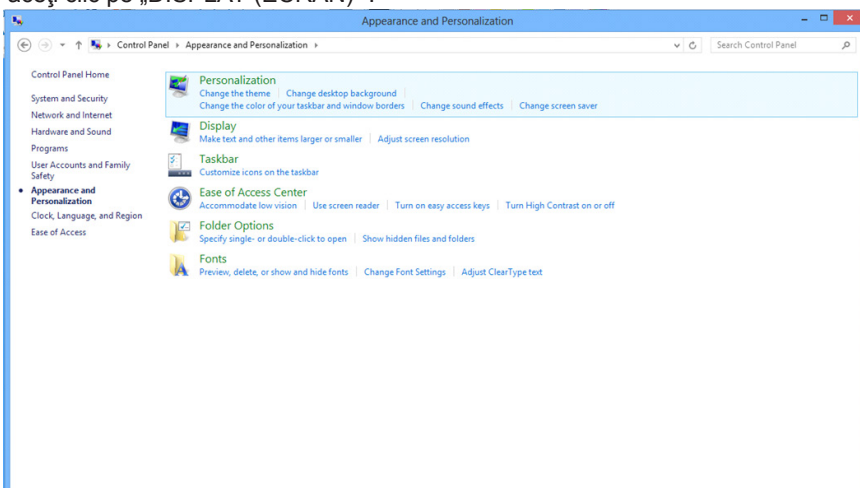 faceţi clic pe „DISPLAY (ECRAN)”.
Appearance and Personalization
Control Panel ▸ Appearance and Personalization ▸
Search Control Panel
Control Panel Home
System and Security
Network and Internet
Hardware and Sound
Programs
User Accounts and Family
Safety
Appearance and
Personalization
Clock, Language, and Region
Ease of Access
Personalization
Change the theme | Change desktop background |
Change the color of your taskbar and window borders | Change sound effects | Change screen saver
Display
Make text and other items larger or smaller | Adjust screen resolution
Taskbar
Customize icons on the taskbar
Ease of Access Center
Accommodate low vision | Use screen reader | Turn on easy access keys | Turn High Contrast on or off
Folder Options
Specify single- or double-click to open | Show hidden files and folders
Fonts
Preview, delete, or show and hide fonts | Change Font Settings | Adjust ClearType text